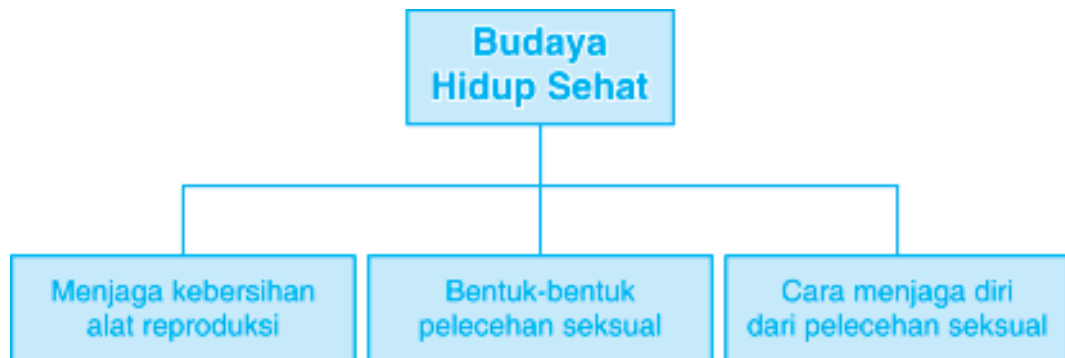 Budaya
Hidup Sehat
Menjaga kebersihan
alat reproduksi
Bentuk-bentuk
pelecehan seksual
Cara menjaga diri
dari pelecehan seksual